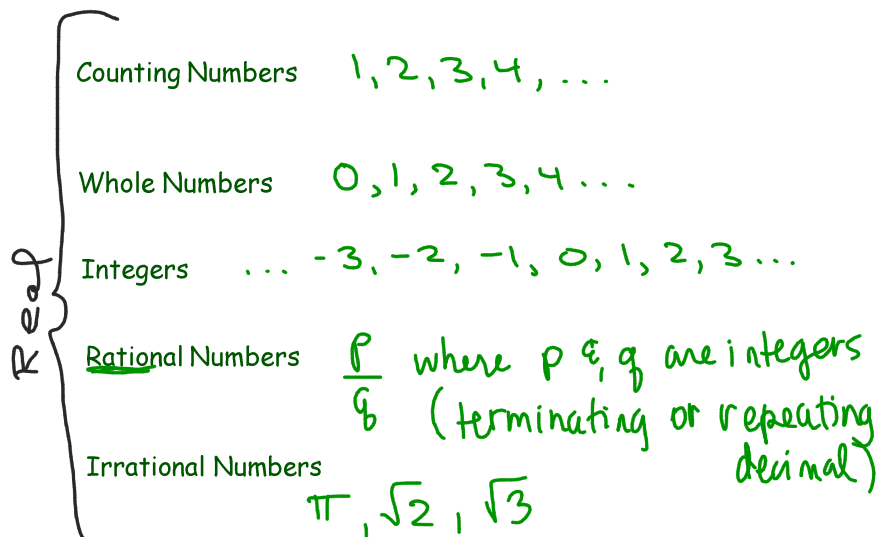 Real
Counting Numbers 1, 2, 3, 4, ...
Whole Numbers 0, 1, 2, 3, 4 ...
Integers ... -3, -2, -1, 0, 1, 2, 3 ...
Rational Numbers p/q where p & q are integers
(terminating or repeating
decimal)
Irrational Numbers
π, √2, √3